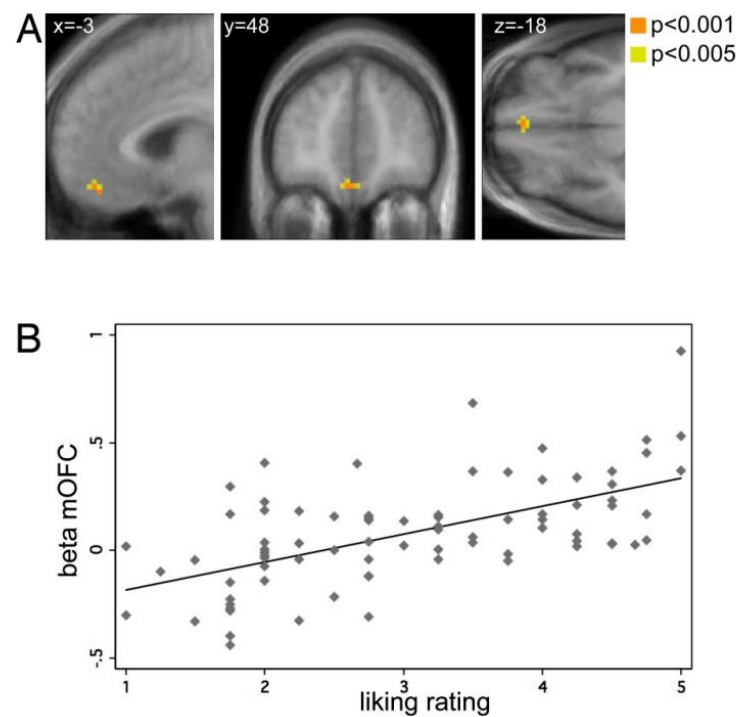 A
x=-3
y=48
z=-18
p<0.001
p<0.005
B
1
.5
0
-.5
beta mOFC
1 2 3 4 5
liking rating